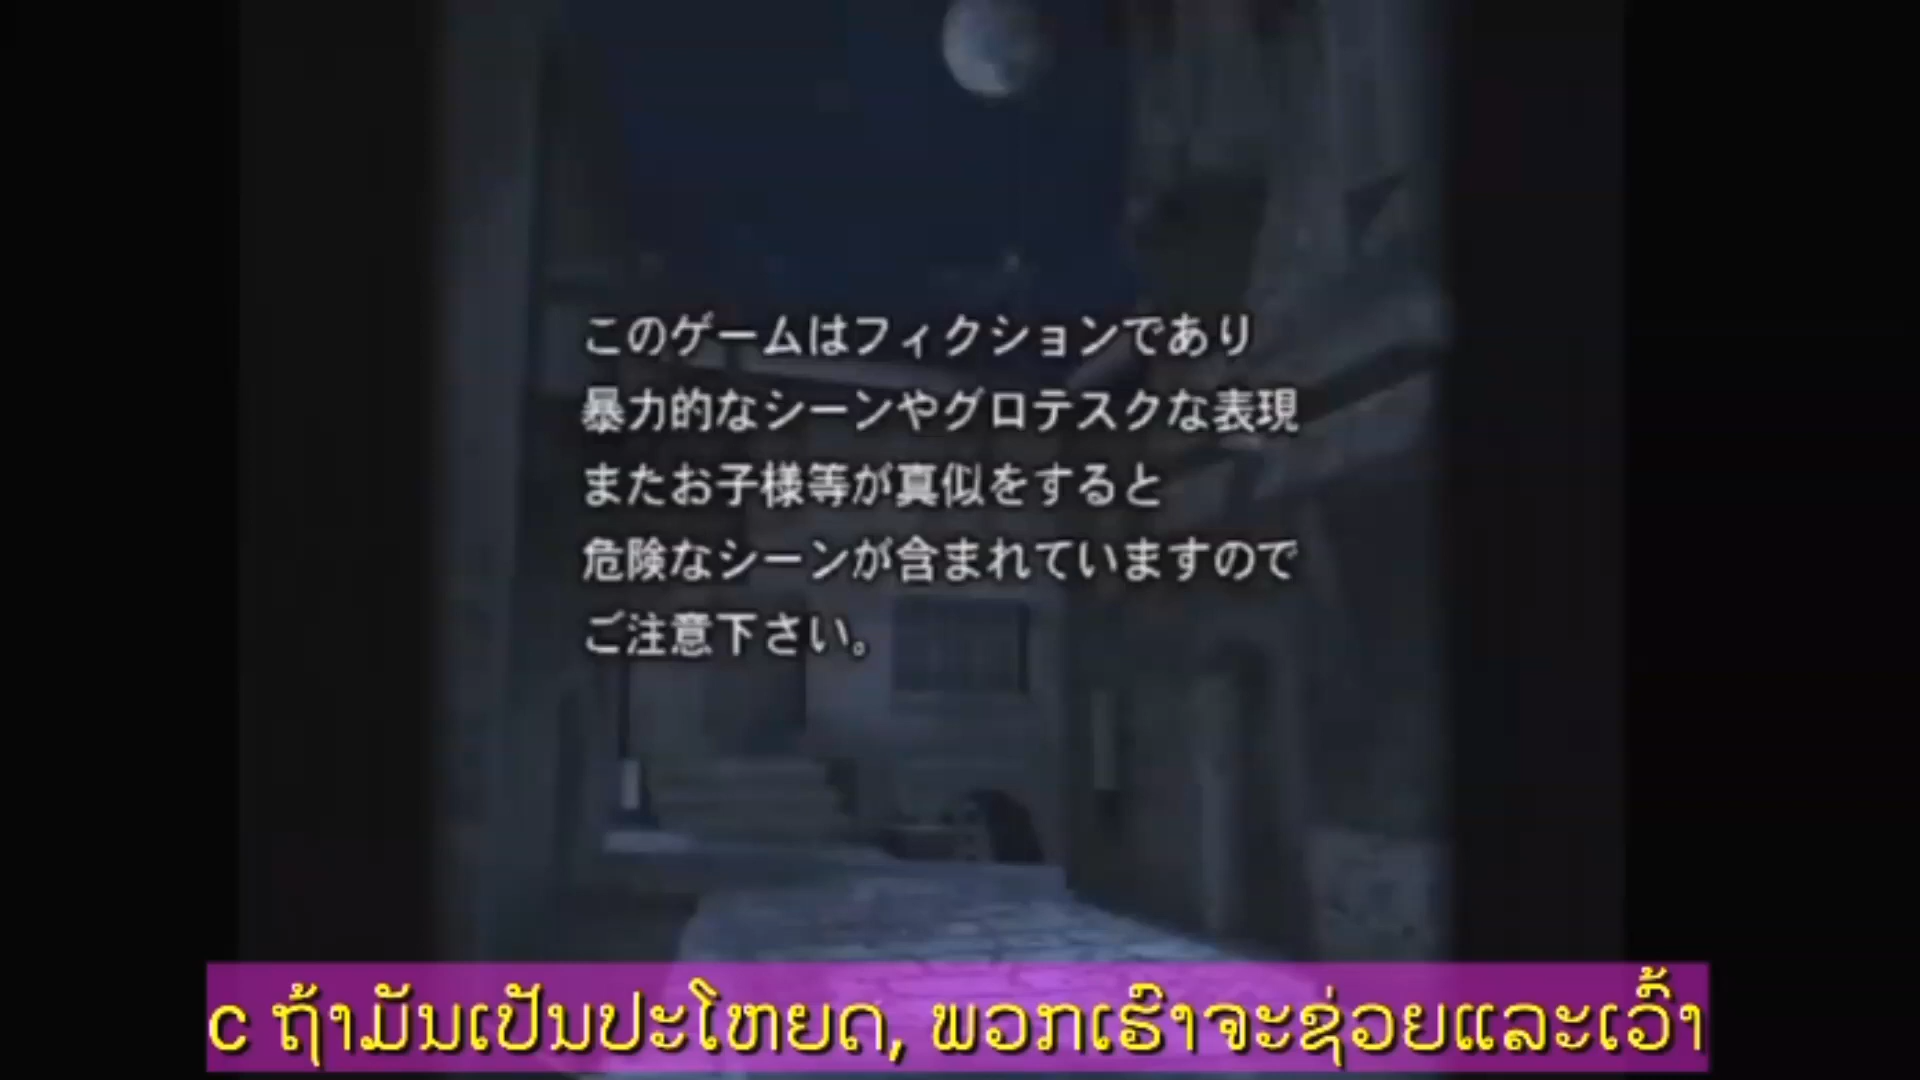 このゲームはフィクションであり
暴力的なシーンやグロテスクな表現
またお子様等が真似をすると
危険なシーンが含まれていますので
ご注意下さい。
c ຖ້າມັນເປັນປະໂຫຍດ, ພວກເຮົາຈະຊ່ວຍແລະເວົ້າ